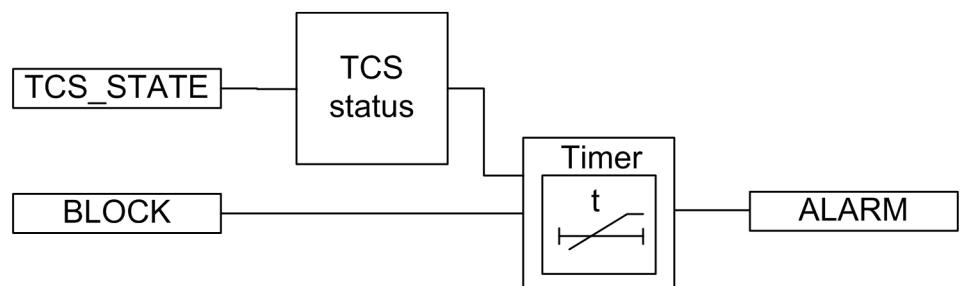 TCS_STATE
TCS
status
BLOCK
Timer
t
ALARM